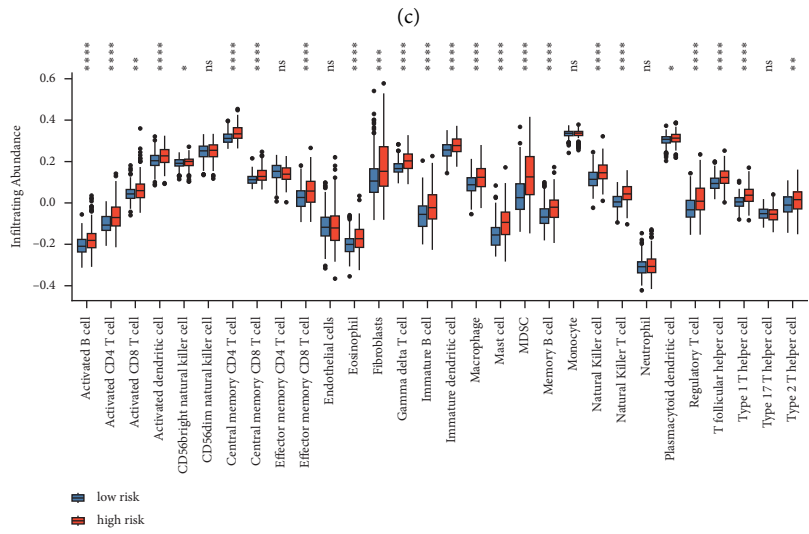 (c)
****
****
**
****
*
ns
****
****
ns
****
ns
****
***
****
****
****
****
****
****
****
ns
****
****
ns
*
****
****
****
ns
**
Infiltrating Abundance
0.6
0.4
0.2
0.0
−0.2
−0.4
Activated B cell
Activated CD4 T cell
Activated CD8 T cell
Activated dendritic cell
CD56bright natural killer cell
CD56dim natural killer cell
Central memory CD4 T cell
Central memory CD8 T cell
Effector memory CD4 T cell
Effector memory CD8 T cell
Endothelial cells
Eosinophil
Fibroblasts
Gamma delta T cell
Immature B cell
Immature dendritic cell
Macrophage
Mast cell
MDSC
Memory B cell
Monocyte
Natural Killer cell
Natural Killer T cell
Neutrophil
Plasmacytoid dendritic cell
Regulatory T cell
T follicular helper cell
Type 1 T helper cell
Type 17 T helper cell
Type 2 T helper cell
low risk
high risk